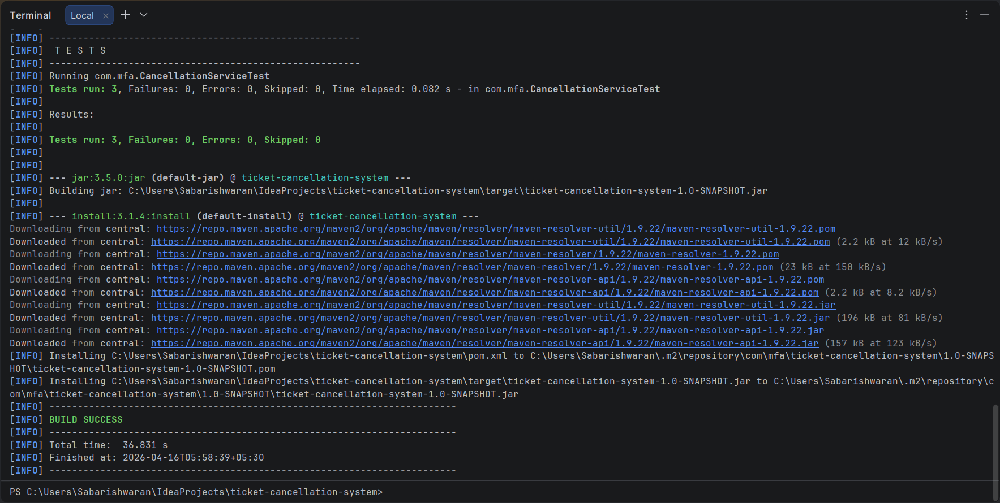 Terminal Local
[INFO] -------------------------------------------------------
[INFO]  T E S T S
[INFO] -------------------------------------------------------
[INFO] Running com.mfa.CancellationServiceTest
[INFO] Tests run: 3, Failures: 0, Errors: 0, Skipped: 0, Time elapsed: 0.082 s - in com.mfa.CancellationServiceTest
[INFO]
[INFO] Results:
[INFO]
[INFO] Tests run: 3, Failures: 0, Errors: 0, Skipped: 0
[INFO]
[INFO]
[INFO] --- jar:3.5.0:jar (default-jar) @ ticket-cancellation-system ---
[INFO] Building jar: C:\Users\Sabarishwaran\IdeaProjects\ticket-cancellation-system\target\ticket-cancellation-system-1.0-SNAPSHOT.jar
[INFO]
[INFO] --- install:3.1.4:install (default-install) @ ticket-cancellation-system ---
Downloading from central: https://repo.maven.apache.org/maven2/org/apache/maven/resolver/maven-resolver-util/1.9.22/maven-resolver-util-1.9.22.pom
Downloaded from central: https://repo.maven.apache.org/maven2/org/apache/maven/resolver/maven-resolver-util/1.9.22/maven-resolver-util-1.9.22.pom (2.2 kB at 12 kB/s)
Downloading from central: https://repo.maven.apache.org/maven2/org/apache/maven/resolver/maven-resolver/1.9.22/maven-resolver-1.9.22.pom
Downloaded from central: https://repo.maven.apache.org/maven2/org/apache/maven/resolver/maven-resolver/1.9.22/maven-resolver-1.9.22.pom (23 kB at 150 kB/s)
Downloading from central: https://repo.maven.apache.org/maven2/org/apache/maven/resolver/maven-resolver-api/1.9.22/maven-resolver-api-1.9.22.pom
Downloaded from central: https://repo.maven.apache.org/maven2/org/apache/maven/resolver/maven-resolver-api/1.9.22/maven-resolver-api-1.9.22.pom (2.2 kB at 8.2 kB/s)
Downloading from central: https://repo.maven.apache.org/maven2/org/apache/maven/resolver/maven-resolver-util/1.9.22/maven-resolver-util-1.9.22.jar
Downloaded from central: https://repo.maven.apache.org/maven2/org/apache/maven/resolver/maven-resolver-util/1.9.22/maven-resolver-util-1.9.22.jar (196 kB at 81 kB/s)
Downloading from central: https://repo.maven.apache.org/maven2/org/apache/maven/resolver/maven-resolver-api/1.9.22/maven-resolver-api-1.9.22.jar
Downloaded from central: https://repo.maven.apache.org/maven2/org/apache/maven/resolver/maven-resolver-api/1.9.22/maven-resolver-api-1.9.22.jar (157 kB at 123 kB/s)
[INFO] Installing C:\Users\Sabarishwaran\IdeaProjects\ticket-cancellation-system\pom.xml to C:\Users\Sabarishwaran\.m2\repository\com\mfa\ticket-cancellation-system\1.0-SNAPS
HOT\ticket-cancellation-system-1.0-SNAPSHOT.pom
[INFO] Installing C:\Users\Sabarishwaran\IdeaProjects\ticket-cancellation-system\target\ticket-cancellation-system-1.0-SNAPSHOT.jar to C:\Users\Sabarishwaran\.m2\repository\c
om\mfa\ticket-cancellation-system\1.0-SNAPSHOT\ticket-cancellation-system-1.0-SNAPSHOT.jar
[INFO] ------------------------------------------------------------------------
[INFO] BUILD SUCCESS
[INFO] ------------------------------------------------------------------------
[INFO] Total time:  36.831 s
[INFO] Finished at: 2026-04-16T05:58:39+05:30
[INFO] ------------------------------------------------------------------------
PS C:\Users\Sabarishwaran\IdeaProjects\ticket-cancellation-system>